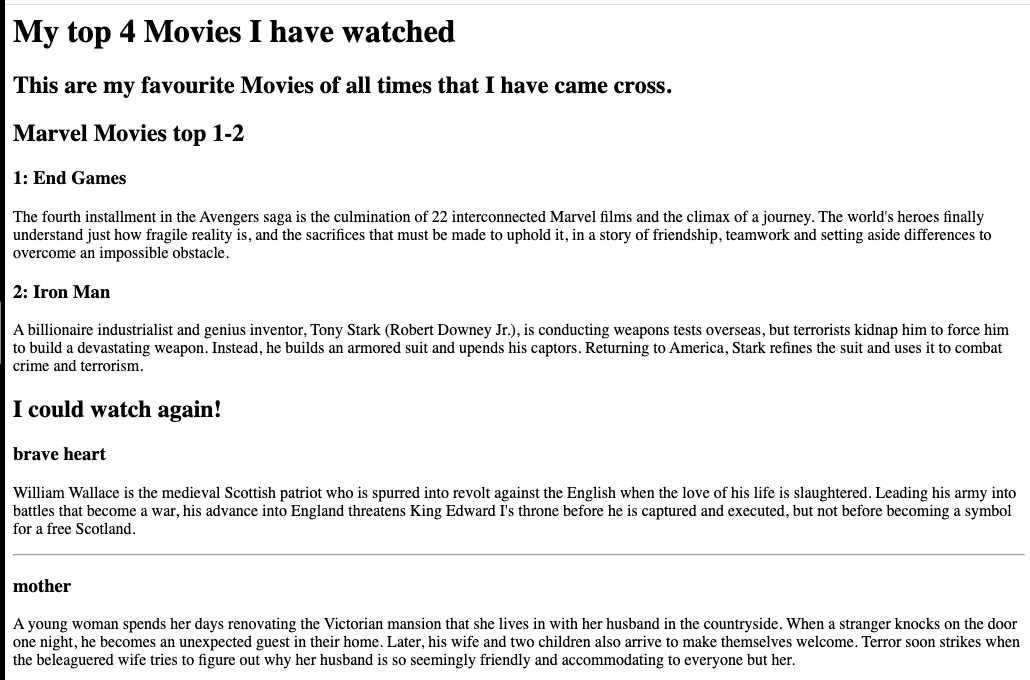 My top 4 Movies I have watched
This are my favourite Movies of all times that I have came cross.
Marvel Movies top 1-2
1: End Games
The fourth installment in the Avengers saga is the culmination of 22 interconnected Marvel films and the climax of a journey. The world's heroes finally
understand just how fragile reality is, and the sacrifices that must be made to uphold it, in a story of friendship, teamwork and setting aside differences to
overcome an impossible obstacle.
2: Iron Man
A billionaire industrialist and genius inventor, Tony Stark (Robert Downey Jr.), is conducting weapons tests overseas, but terrorists kidnap him to force him
to build a devastating weapon. Instead, he builds an armored suit and upends his captors. Returning to America, Stark refines the suit and uses it to combat
crime and terrorism.
I could watch again!
brave heart
William Wallace is the medieval Scottish patriot who is spurred into revolt against the English when the love of his life is slaughtered. Leading his army into
battles that become a war, his advance into England threatens King Edward I's throne before he is captured and executed, but not before becoming a symbol
for a free Scotland.
mother
A young woman spends her days renovating the Victorian mansion that she lives in with her husband in the countryside. When a stranger knocks on the door
one night, he becomes an unexpected guest in their home. Later, his wife and two children also arrive to make themselves welcome. Terror soon strikes when
the beleaguered wife tries to figure out why her husband is so seemingly friendly and accommodating to everyone but her.